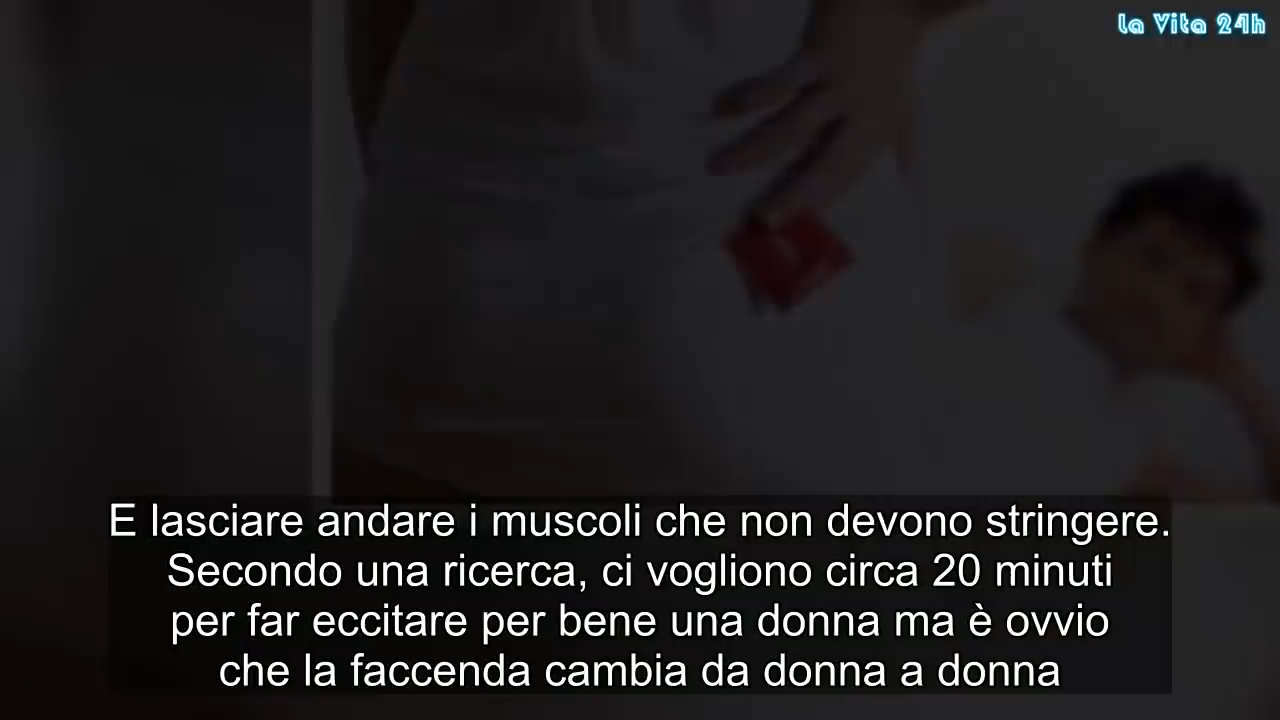 La Vita 24h
E lasciare andare i muscoli che non devono stringere.
Secondo una ricerca, ci vogliono circa 20 minuti
per far eccitare per bene una donna ma è ovvio
che la faccenda cambia da donna a donna